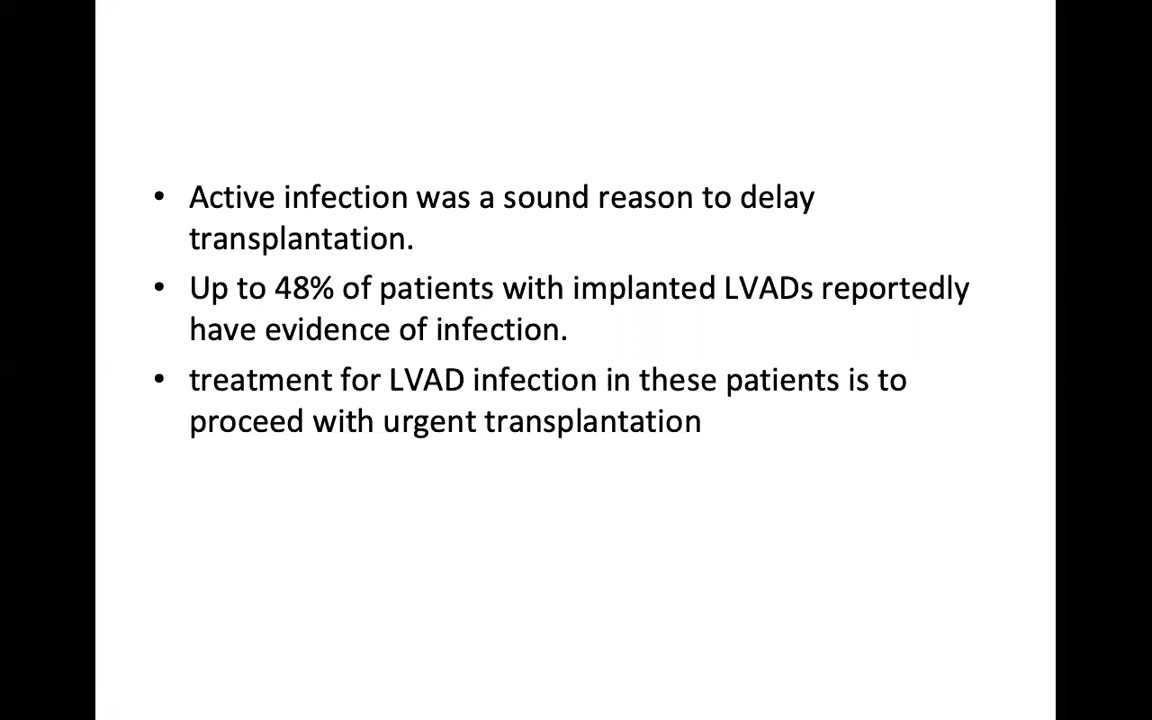 • Active infection was a sound reason to delay
transplantation.
• Up to 48% of patients with implanted LVADs reportedly
have evidence of infection.
• treatment for LVAD infection in these patients is to
proceed with urgent transplantation